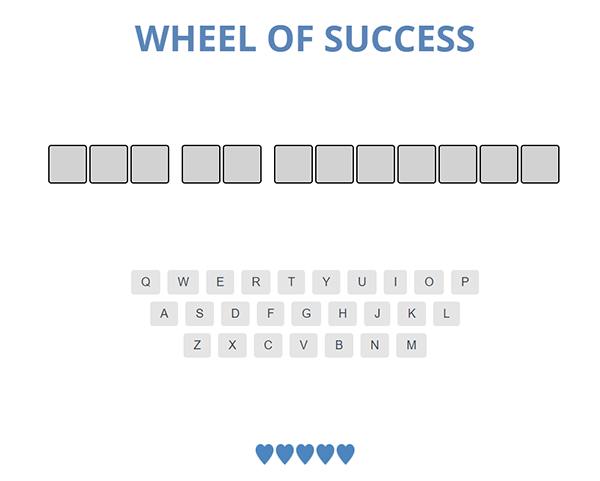 WHEEL OF SUCCESS
Q W E R T Y U I O P
A S D F G H J K L
Z X C V B N M